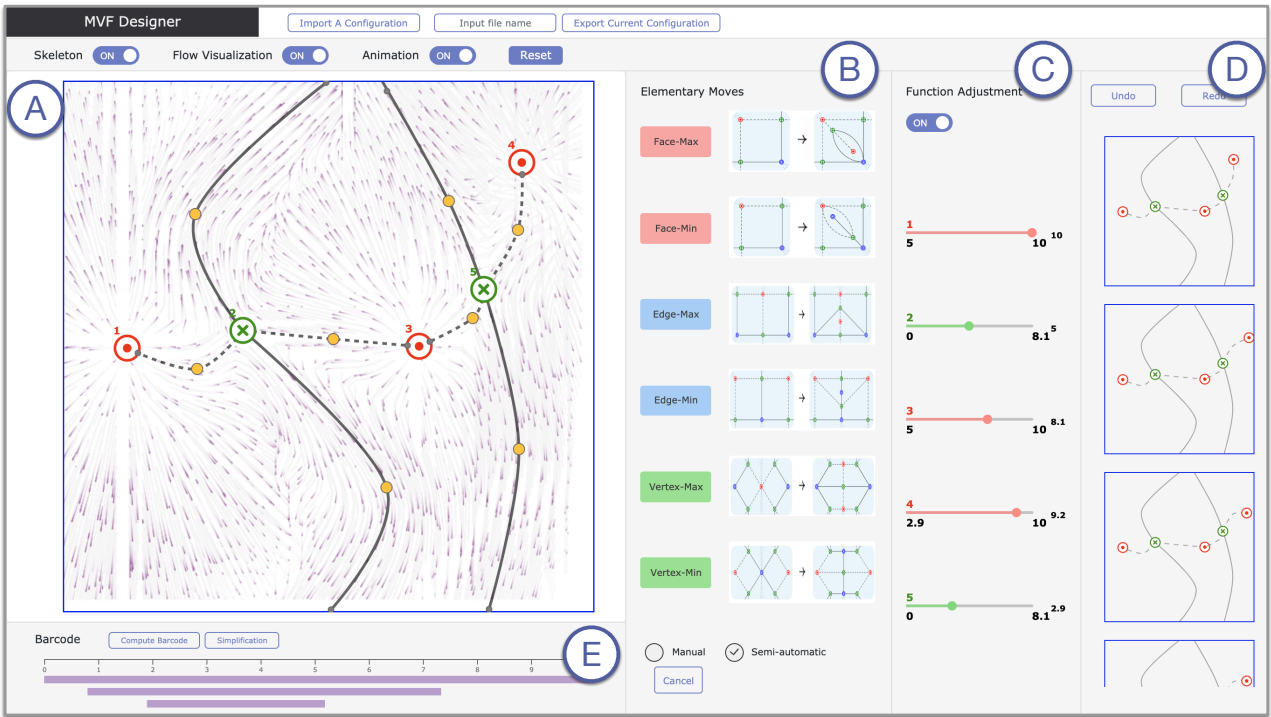 MVF Designer
Import A Configuration
Input file name
Export Current Configuration
Skeleton ON Flow Visualization ON Animation ON Reset
A
1
2
3
4
5
B
Elementary Moves
Face-Max
Face-Min
Edge-Max
Edge-Min
Vertex-Max
Vertex-Min
Manual Semi-automatic
Cancel
C
Function Adjustment
ON
1
5 10 10
2
0 8.1 5
3
5 10 8.1
4
2.9 10 9.2
5
0 8.1 2.9
D
Undo Redo
E
Barcode Compute Barcode Simplification
0 1 2 3 4 5 6 7 8 9